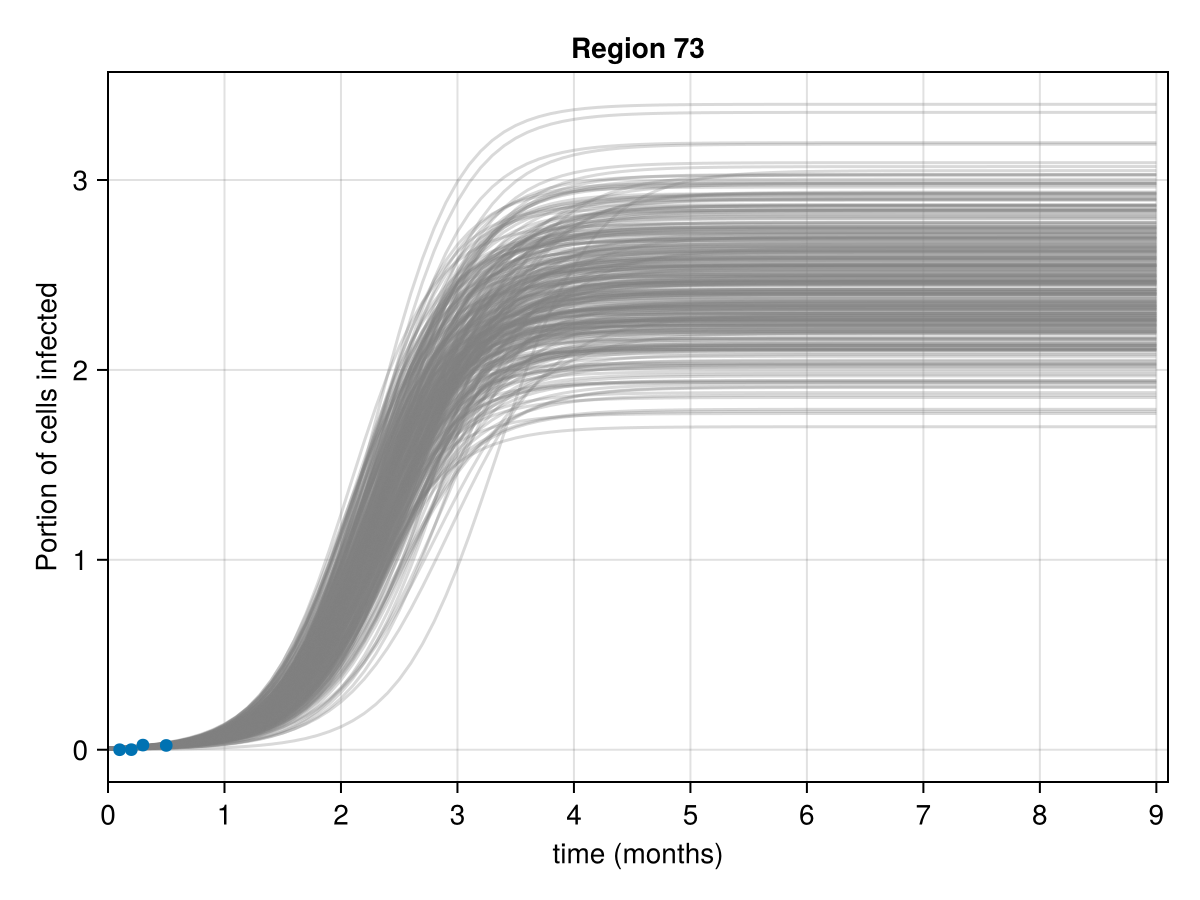 Region 73
Portion of cells infected
3
2
1
0
0 1 2 3 4 5 6 7 8 9
time (months)